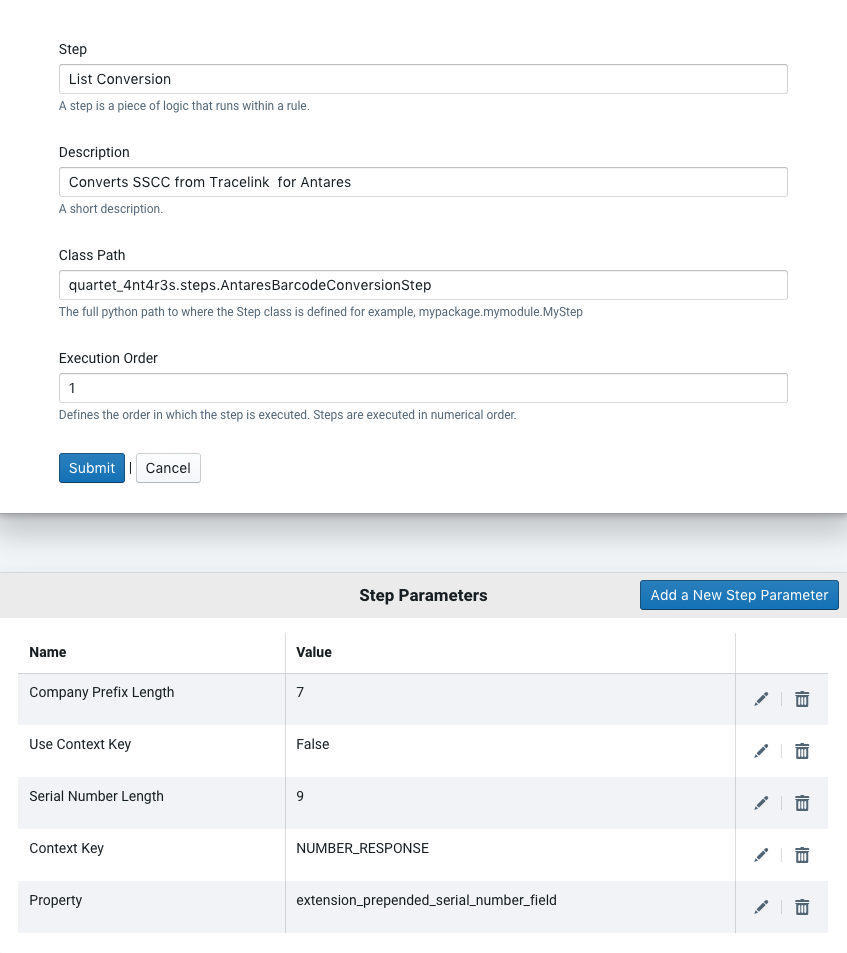 Step
List Conversion
A step is a piece of logic that runs within a rule.
Description
Converts SSCC from Tracelink  for Antares
A short description.
Class Path
quartet_4nt4r3s.steps.AntaresBarcodeConversionStep
The full python path to where the Step class is defined for example, mypackage.mymodule.MyStep
Execution Order
1
Defines the order in which the step is executed. Steps are executed in numerical order.
Submit | Cancel
Step Parameters Add a New Step Parameter
Name Value
Company Prefix Length 7
Use Context Key False
Serial Number Length 9
Context Key NUMBER_RESPONSE
Property extension_prepended_serial_number_field